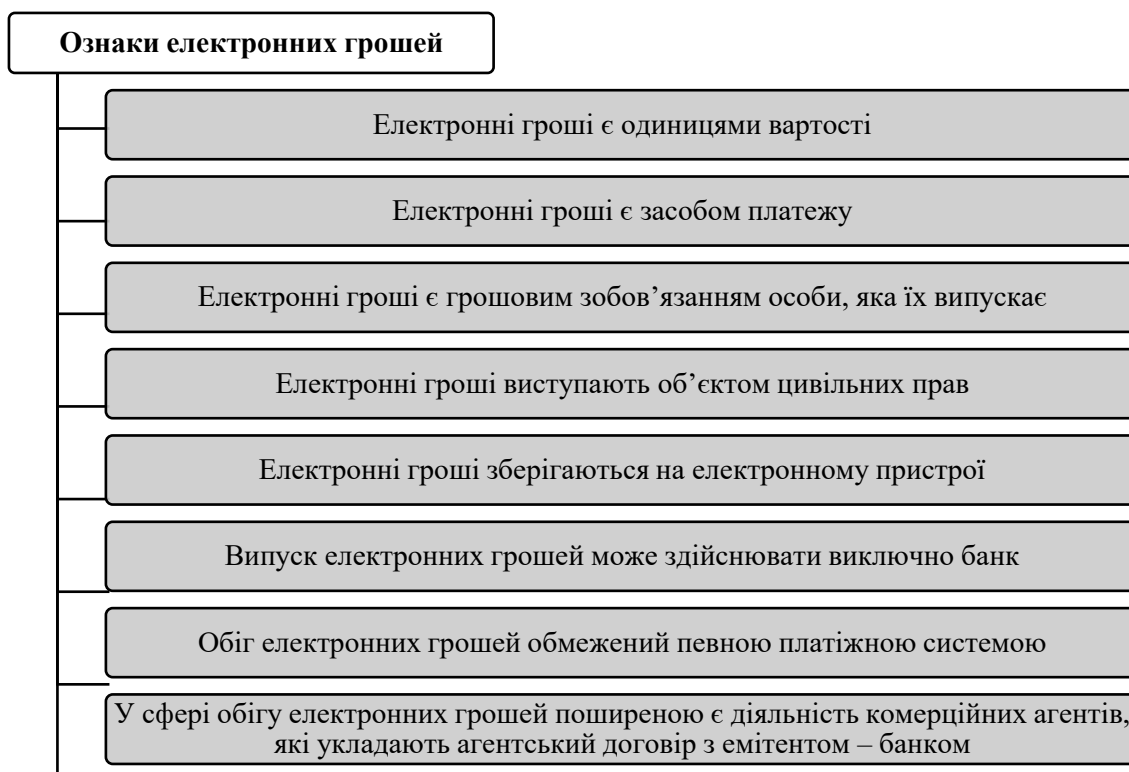 Ознаки електронних грошей
Електронні гроші є одиницями вартості
Електронні гроші є засобом платежу
Електронні гроші є грошовим зобов’язанням особи, яка їх випускає
Електронні гроші виступають об’єктом цивільних прав
Електронні гроші зберігаються на електронному пристрої
Випуск електронних грошей може здійснювати виключно банк
Обіг електронних грошей обмежений певною платіжною системою
У сфері обігу електронних грошей поширеною є діяльність комерційних агентів,
які укладають агентський договір з емітентом – банком